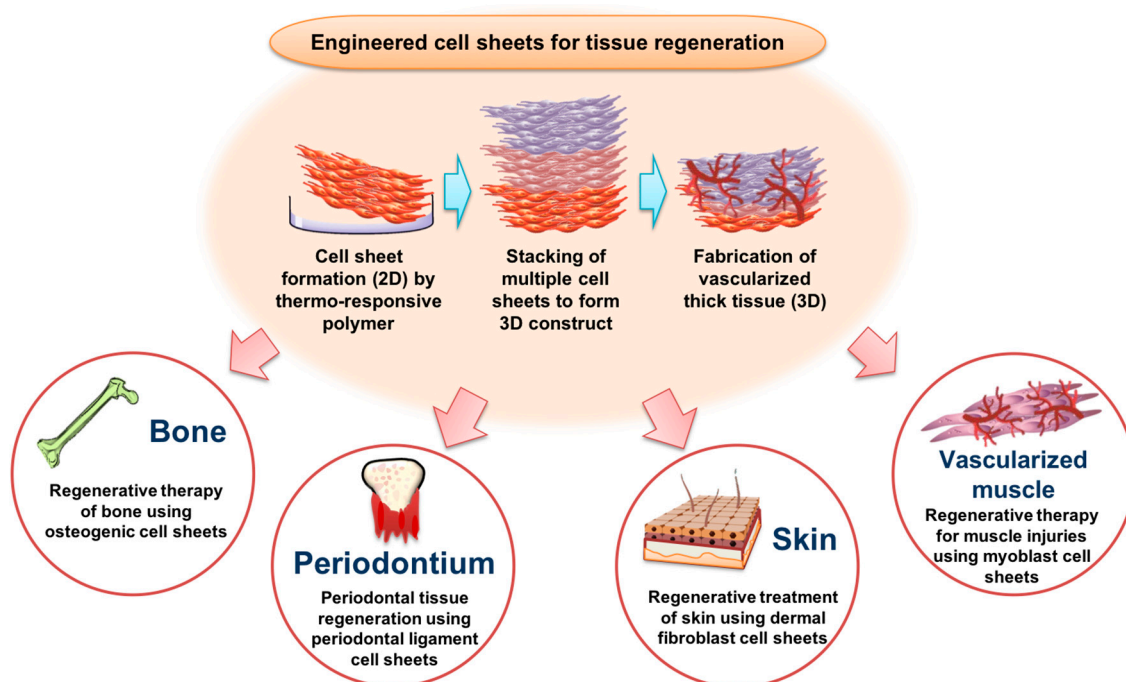 Engineered cell sheets for tissue regeneration
Cell sheet
formation (2D) by
thermo-responsive
polymer
Stacking of
multiple cell
sheets to form
3D construct
Fabrication of
vascularized
thick tissue (3D)
Bone
Regenerative therapy
of bone using
osteogenic cell sheets
Periodontium
Periodontal tissue
regeneration using
periodontal ligament
cell sheets
Skin
Regenerative treatment
of skin using dermal
fibroblast cell sheets
Vascularized
muscle
Regenerative therapy
for muscle injuries
using myoblast cell
sheets